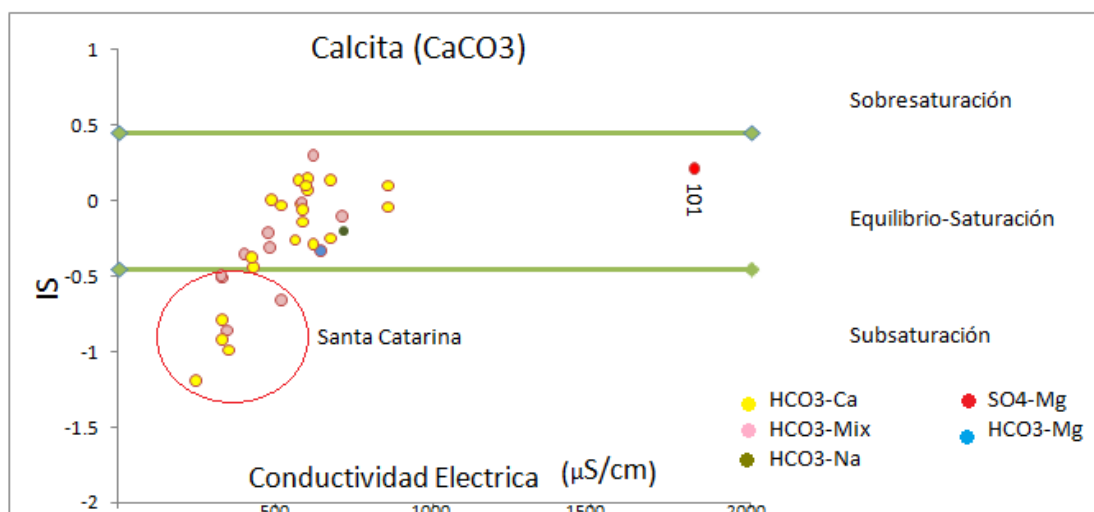 Calcita (CaCO3)
1
0.5
0
-0.5
-1
-1.5
-2
IS
Sobresaturación
101
Equilibrio-Saturación
Santa Catarina
Subsaturación
HCO3-Ca
SO4-Mg
HCO3-Mix
HCO3-Mg
HCO3-Na
Conductividad Electrica (µS/cm)
500
1000
1500
2000